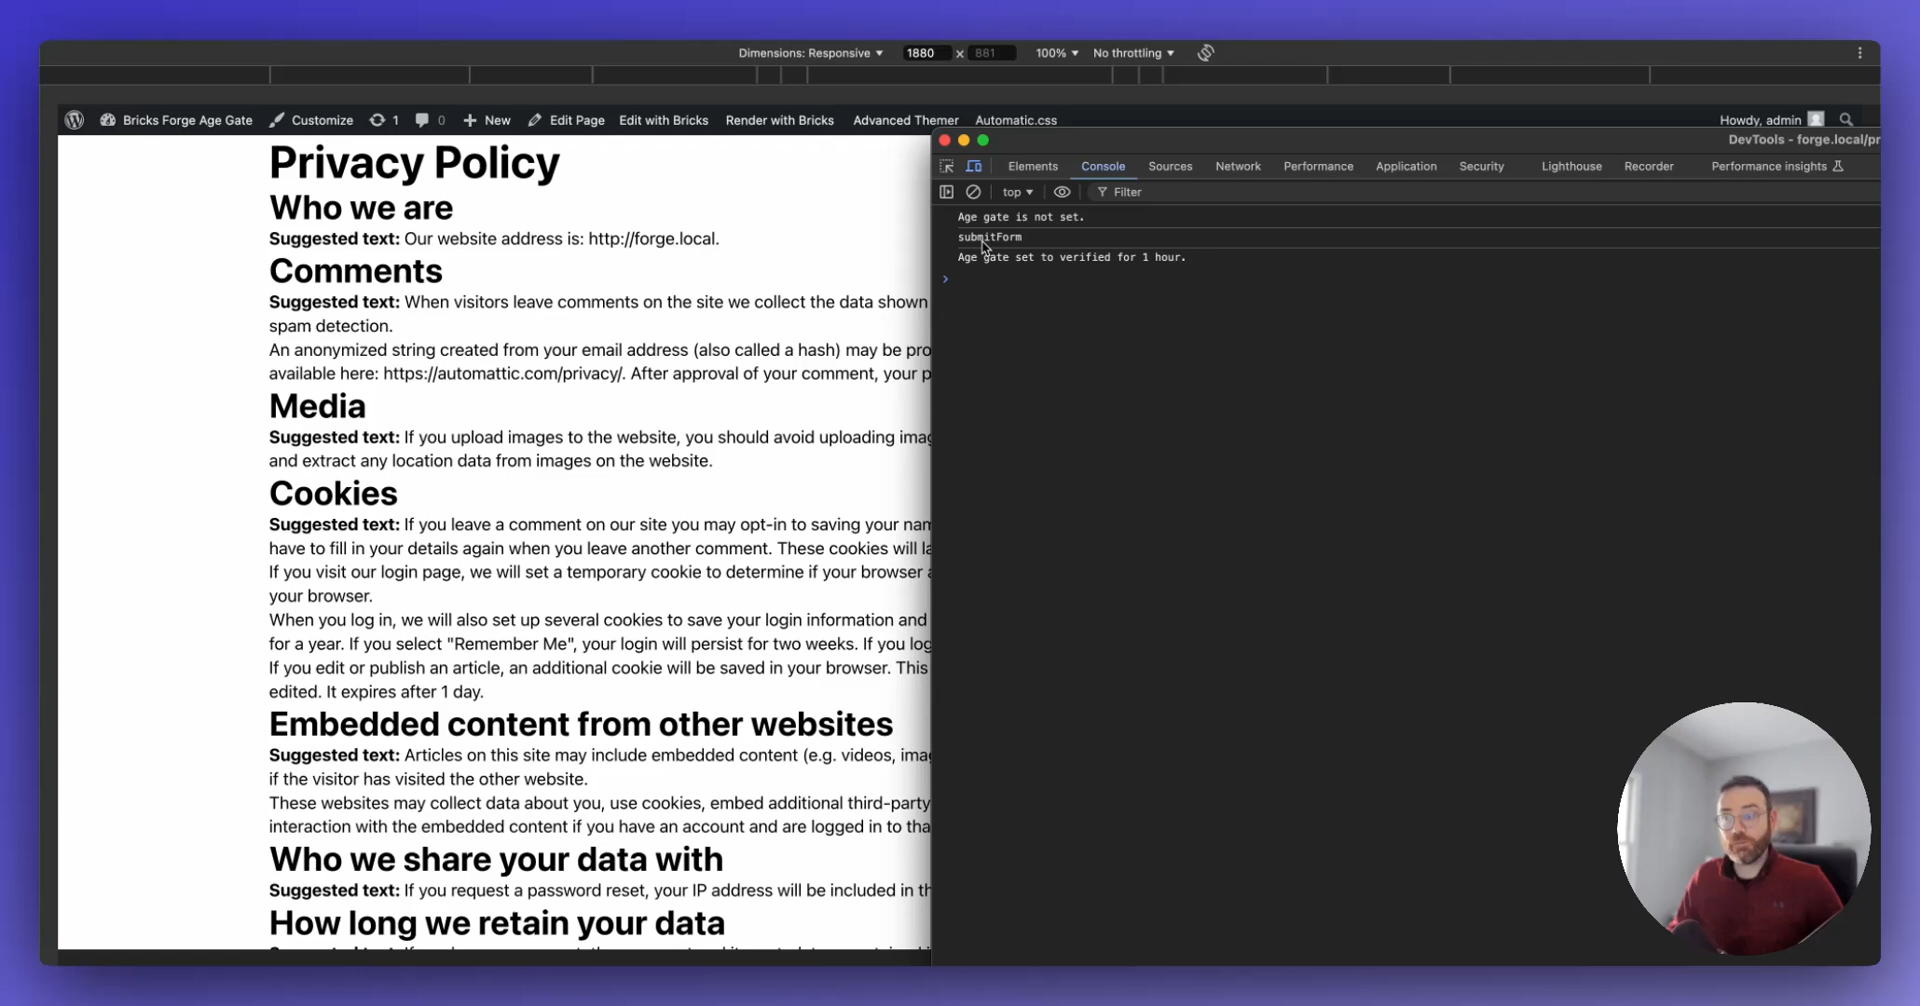 Dimensions: Responsive 1880 x 881 100% No throttling
Bricks Forge Age Gate Customize 1 0 New Edit Page Edit with Bricks Render with Bricks Advanced Themer Automatic.css Howdy, admin
Privacy Policy
Who we are
Suggested text: Our website address is: http://forge.local.
Comments
Suggested text: When visitors leave comments on the site we collect the data shown
spam detection.
An anonymized string created from your email address (also called a hash) may be pro
available here: https://automattic.com/privacy/. After approval of your comment, your p
Media
Suggested text: If you upload images to the website, you should avoid uploading imag
and extract any location data from images on the website.
Cookies
Suggested text: If you leave a comment on our site you may opt-in to saving your nam
have to fill in your details again when you leave another comment. These cookies will la
If you visit our login page, we will set a temporary cookie to determine if your browser a
your browser.
When you log in, we will also set up several cookies to save your login information and
for a year. If you select "Remember Me", your login will persist for two weeks. If you log
If you edit or publish an article, an additional cookie will be saved in your browser. This
edited. It expires after 1 day.
Embedded content from other websites
Suggested text: Articles on this site may include embedded content (e.g. videos, imag
if the visitor has visited the other website.
These websites may collect data about you, use cookies, embed additional third-party
interaction with the embedded content if you have an account and are logged in to tha
Who we share your data with
Suggested text: If you request a password reset, your IP address will be included in th
How long we retain your data
DevTools - forge.local/pr
Elements Console Sources Network Performance Application Security Lighthouse Recorder Performance insights
top Filter
Age gate is not set.
submitForm
Age gate set to verified for 1 hour.